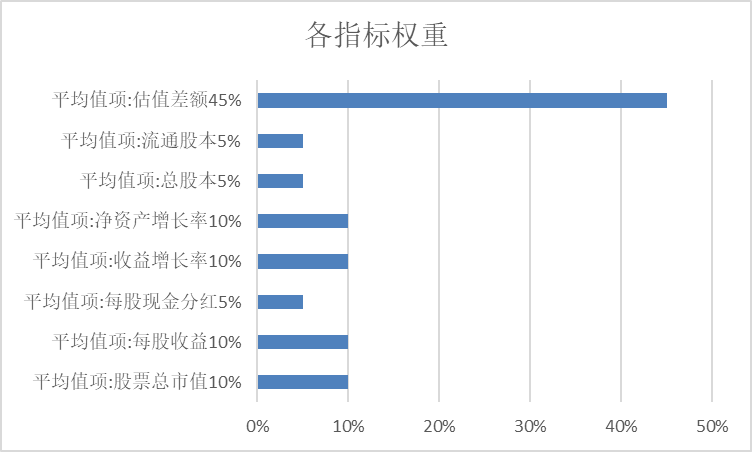 各指标权重
平均值项:估值差额45%
平均值项:流通股本5%
平均值项:总股本5%
平均值项:净资产增长率10%
平均值项:收益增长率10%
平均值项:每股现金分红5%
平均值项:每股收益10%
平均值项:股票总市值10%
0% 10% 20% 30% 40% 50%